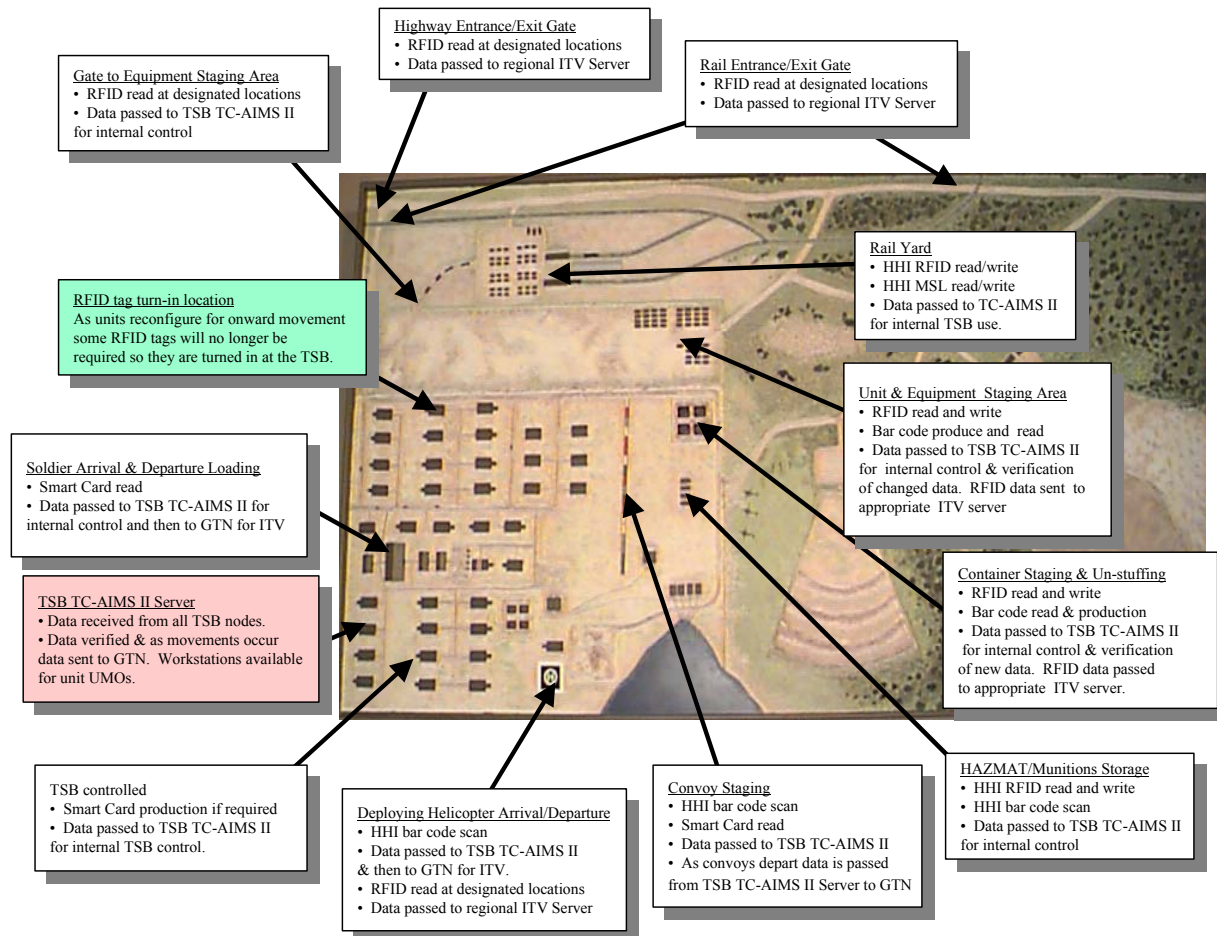 Highway Entrance/Exit Gate
• RFID read at designated locations
• Data passed to regional ITV Server
Gate to Equipment Staging Area
• RFID read at designated locations
• Data passed to TSB TC-AIMS II
for internal control
Rail Entrance/Exit Gate
• RFID read at designated locations
• Data passed to regional ITV Server
Rail Yard
• HHI RFID read/write
• HHI MSL read/write
• Data passed to TC-AIMS II
for internal TSB use.
RFID tag turn-in location
As units reconfigure for onward movement
some RFID tags will no longer be
required so they are turned in at the TSB.
Unit & Equipment Staging Area
• RFID read and write
• Bar code produce and read
• Data passed to TSB TC-AIMS II
for internal control & verification
of changed data. RFID data sent to
appropriate ITV server
Soldier Arrival & Departure Loading
• Smart Card read
• Data passed to TSB TC-AIMS II for
internal control and then to GTN for ITV
TSB TC-AIMS II Server
• Data received from all TSB nodes.
• Data verified & as movements occur
data sent to GTN. Workstations available
for unit UMOs.
Container Staging & Un-stuffing
• RFID read and write
• Bar code read & production
• Data passed to TSB TC-AIMS II
for internal control & verification
of new data. RFID data passed
to appropriate ITV server.
H
TSB controlled
• Smart Card production if required
• Data passed to TSB TC-AIMS II
for internal TSB control.
Deploying Helicopter Arrival/Departure
• HHI bar code scan
• Data passed to TSB TC-AIMS II
& then to GTN for ITV.
• RFID read at designated locations
• Data passed to regional ITV Server
Convoy Staging
• HHI bar code scan
• Smart Card read
• Data passed to TSB TC-AIMS II
• As convoys depart data is passed
from TSB TC-AIMS II Server to GTN
HAZMAT/Munitions Storage
• HHI RFID read and write
• HHI bar code scan
• Data passed to TSB TC-AIMS II
for internal control